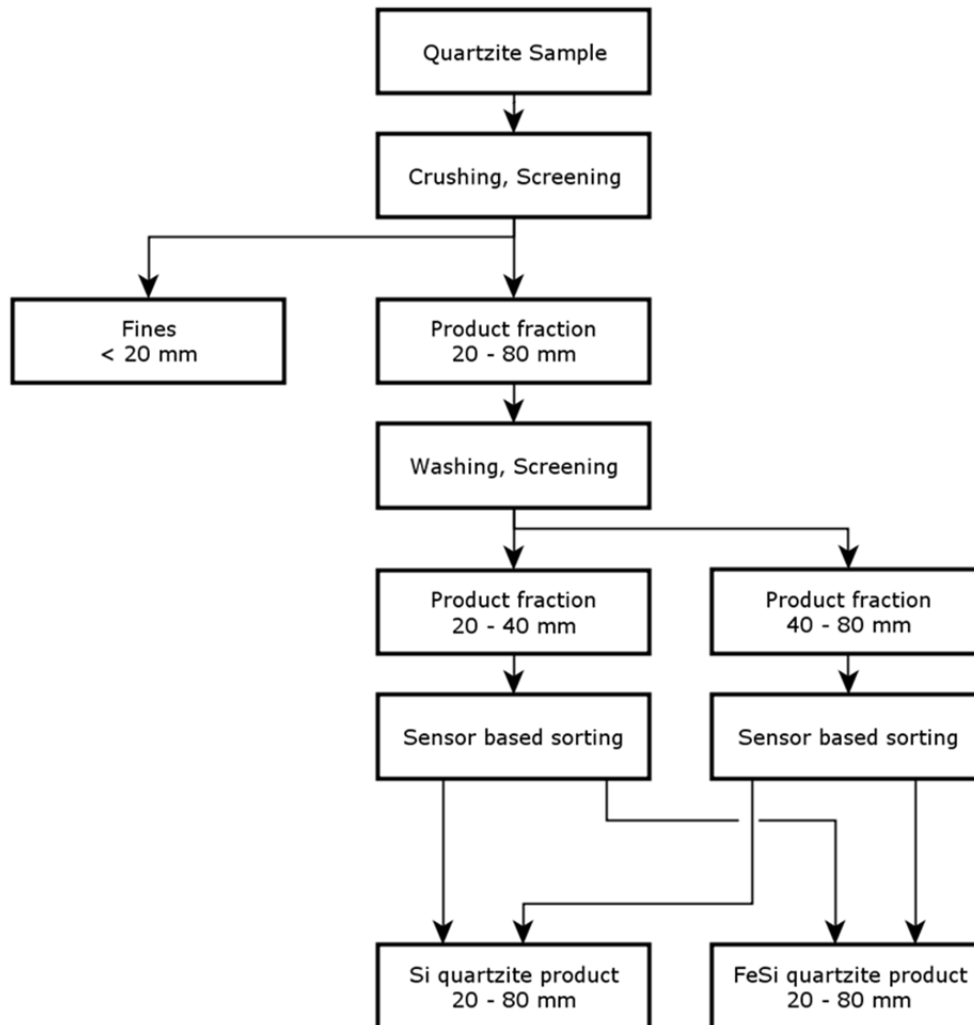 Quartzite Sample
Crushing, Screening
Fines
< 20 mm
Product fraction
20 - 80 mm
Washing, Screening
Product fraction
20 - 40 mm
Product fraction
40 - 80 mm
Sensor based sorting
Sensor based sorting
Si quartzite product
20 - 80 mm
FeSi quartzite product
20 - 80 mm